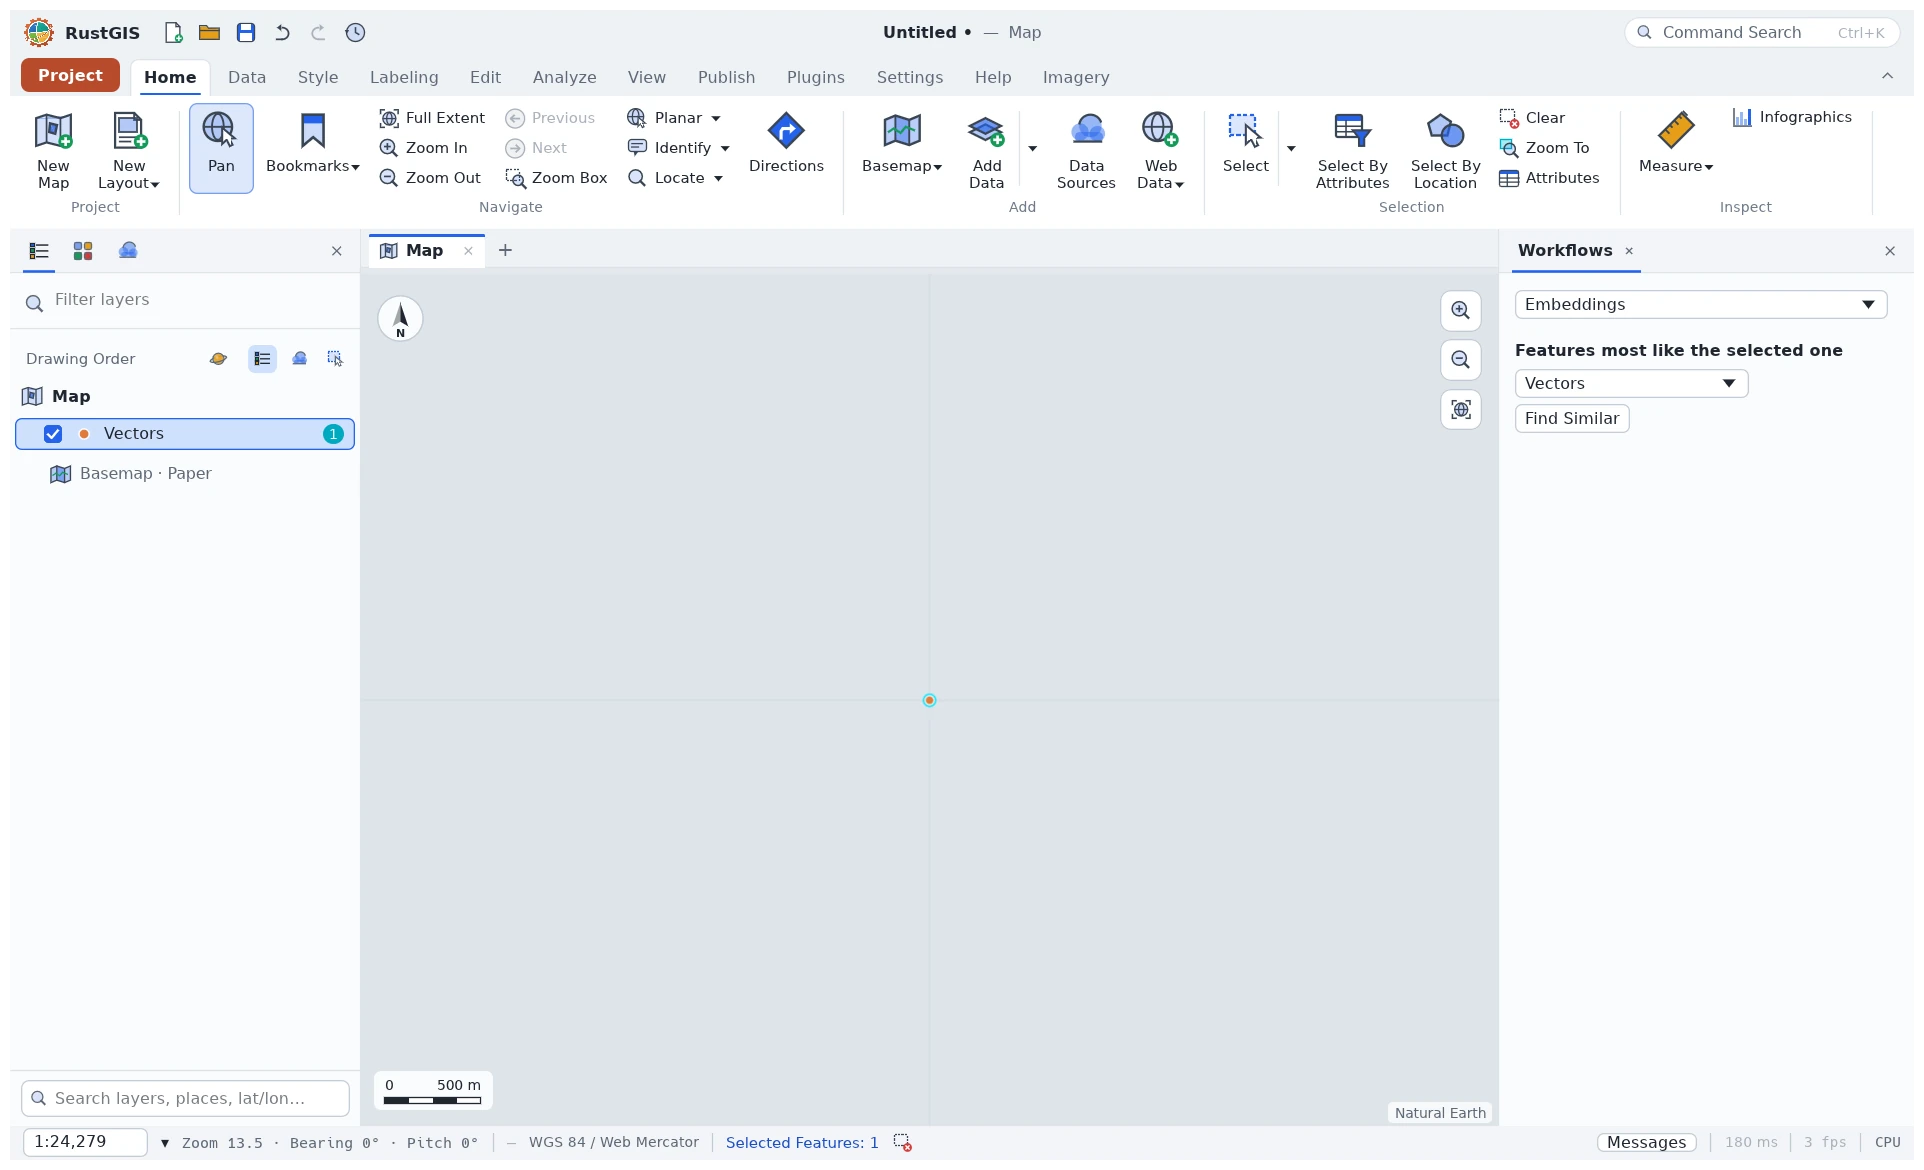 RustGIS
Untitled • — Map
Command Search Ctrl+K
Project Home Data Style Labeling Edit Analyze View Publish Plugins Settings Help Imagery
New Map
New Layout
Project
Pan
Bookmarks
Full Extent
Zoom In
Zoom Out
Previous
Next
Zoom Box
Planar
Identify
Locate
Directions
Navigate
Basemap
Add Data
Data Sources
Web Data
Add
Select
Select By Attributes
Select By Location
Clear
Zoom To
Attributes
Selection
Measure
Infographics
Inspect
Filter layers
Drawing Order
Map
Vectors 1
Basemap · Paper
Search layers, places, lat/lon...
Map
N
0 500 m
Natural Earth
Workflows
Embeddings
Features most like the selected one
Vectors
Find Similar
1:24,279 Zoom 13.5 · Bearing 0° · Pitch 0° — WGS 84 / Web Mercator Selected Features: 1 Messages 180 ms 3 fps CPU